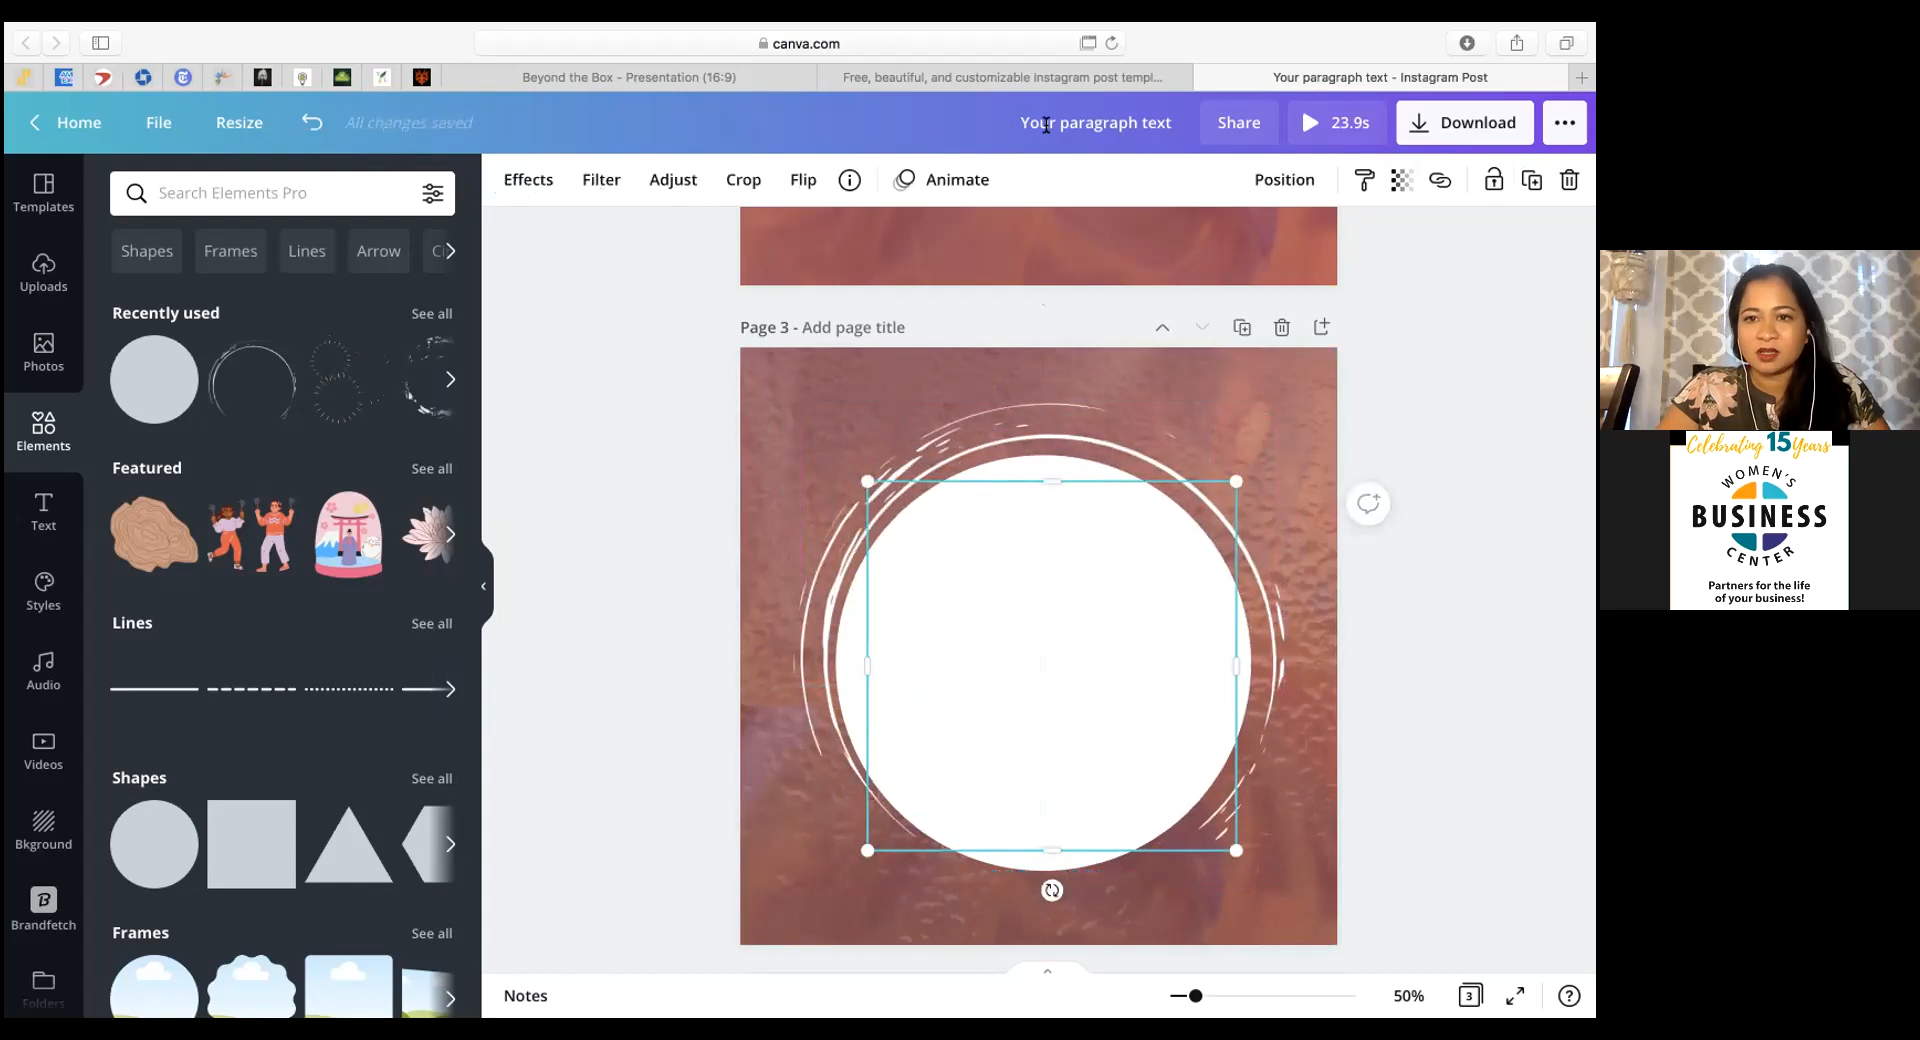 canva.com
Beyond the Box - Presentation (16:9)
Free, beautiful, and customizable Instagram post templ...
Your paragraph text - Instagram Post
Home
File
Resize
All changes saved
Your paragraph text
Share
23.9s
Download
Effects
Filter
Adjust
Crop
Flip
Animate
Position
Templates
Uploads
Photos
Elements
Text
Styles
Audio
Videos
Bkground
B
Brandfetch
Folders
Search Elements Pro
Shapes
Frames
Lines
Arrow
Ci
Recently used
See all
Featured
See all
Lines
See all
Shapes
See all
Frames
See all
Page 3 - Add page title
Notes
50%
3
Celebrating 15 Years
WOMEN'S
BUSINESS
CENTER
Partners for the life
of your business!